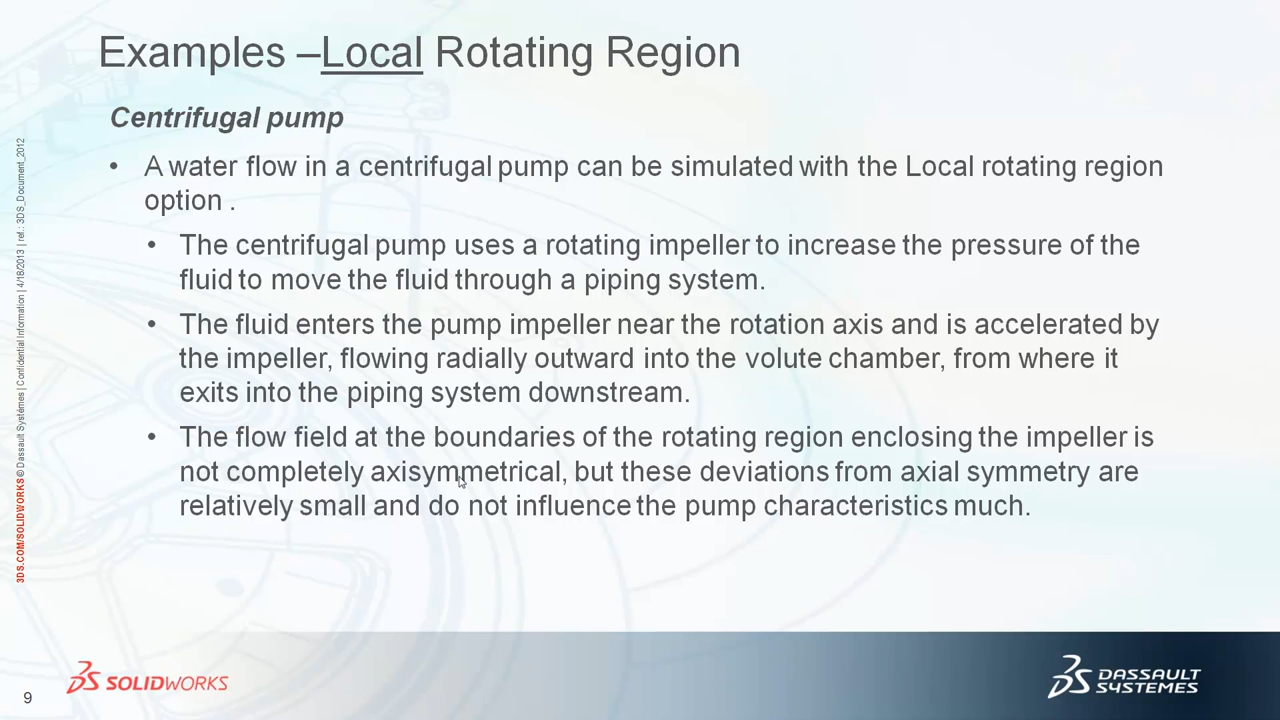 Examples –Local Rotating Region
Centrifugal pump
• A water flow in a centrifugal pump can be simulated with the Local rotating region
option .
• The centrifugal pump uses a rotating impeller to increase the pressure of the
fluid to move the fluid through a piping system.
• The fluid enters the pump impeller near the rotation axis and is accelerated by
the impeller, flowing radially outward into the volute chamber, from where it
exits into the piping system downstream.
• The flow field at the boundaries of the rotating region enclosing the impeller is
not completely axisymmetrical, but these deviations from axial symmetry are
relatively small and do not influence the pump characteristics much.
3DS.COM/SOLIDWORKS © Dassault Systèmes | Confidential Information | 4/18/2013 | ref.: 3DS_Document_2012
9
SOLIDWORKS
DASSAULT
SYSTEMES